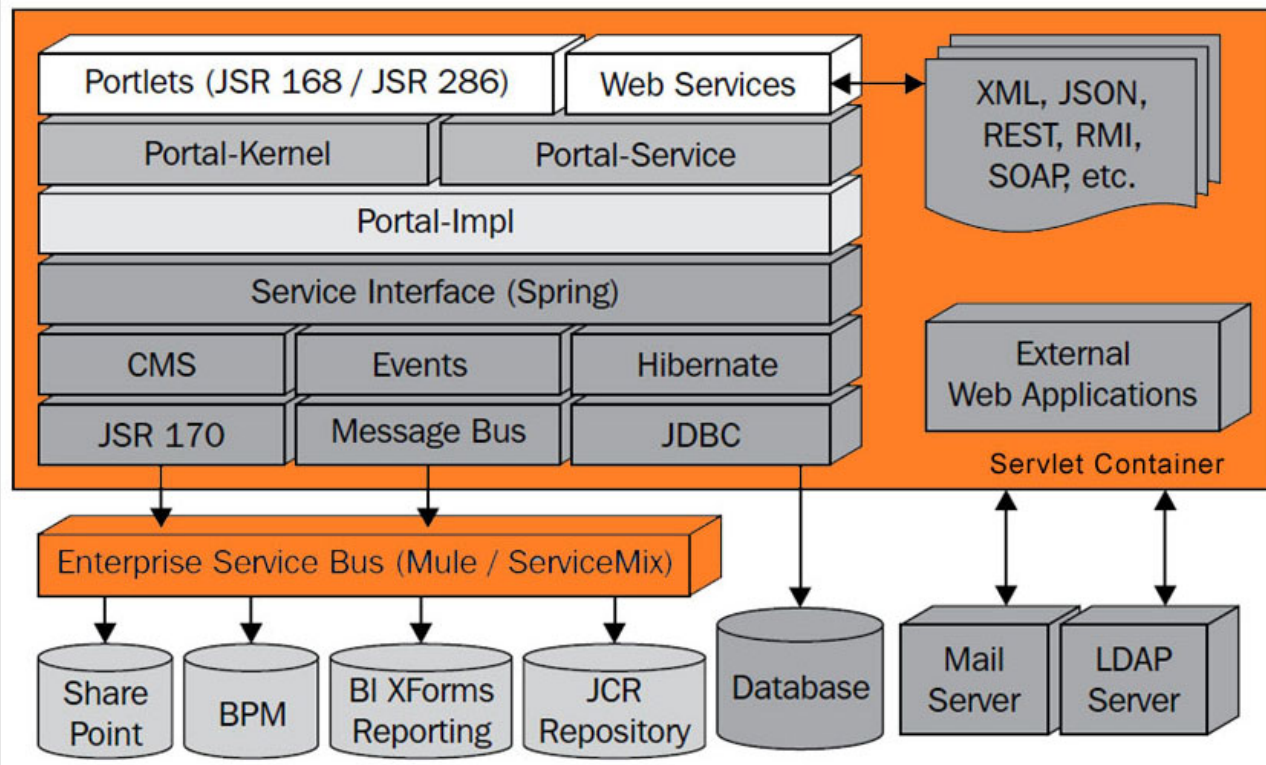 Portlets (JSR 168 / JSR 286)
Web Services
XML, JSON,
REST, RMI,
SOAP, etc.
Portal-Kernel
Portal-Service
Portal-Impl
Service Interface (Spring)
CMS
Events
Hibernate
External
Web Applications
JSR 170
Message Bus
JDBC
Servlet Container
Enterprise Service Bus (Mule / ServiceMix)
Share
Point
BPM
BI XForms
Reporting
JCR
Repository
Database
Mail
Server
LDAP
Server